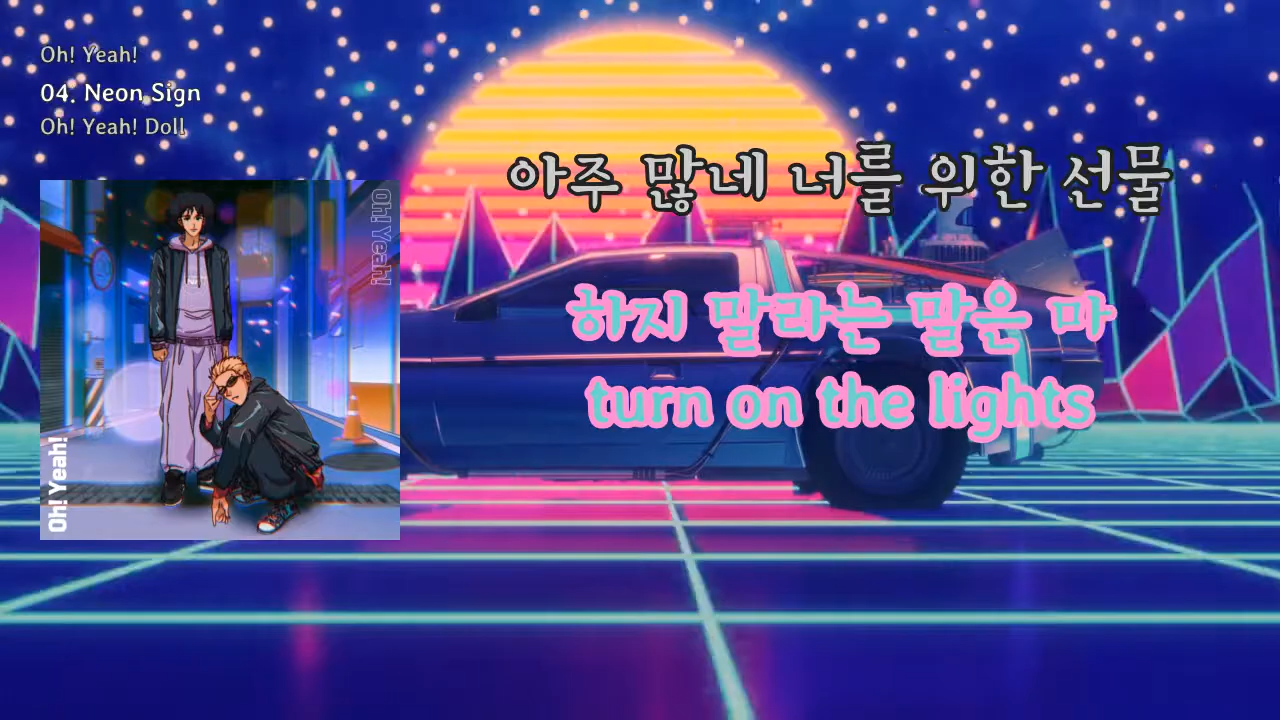 Oh! Yeah!
04. Neon Sign
Oh! Yeah! Doll
Oh! Yeah!
Oh! Yeah!
아주 많네 너를 위한 선물
하지 말라는 말은 마
turn on the lights